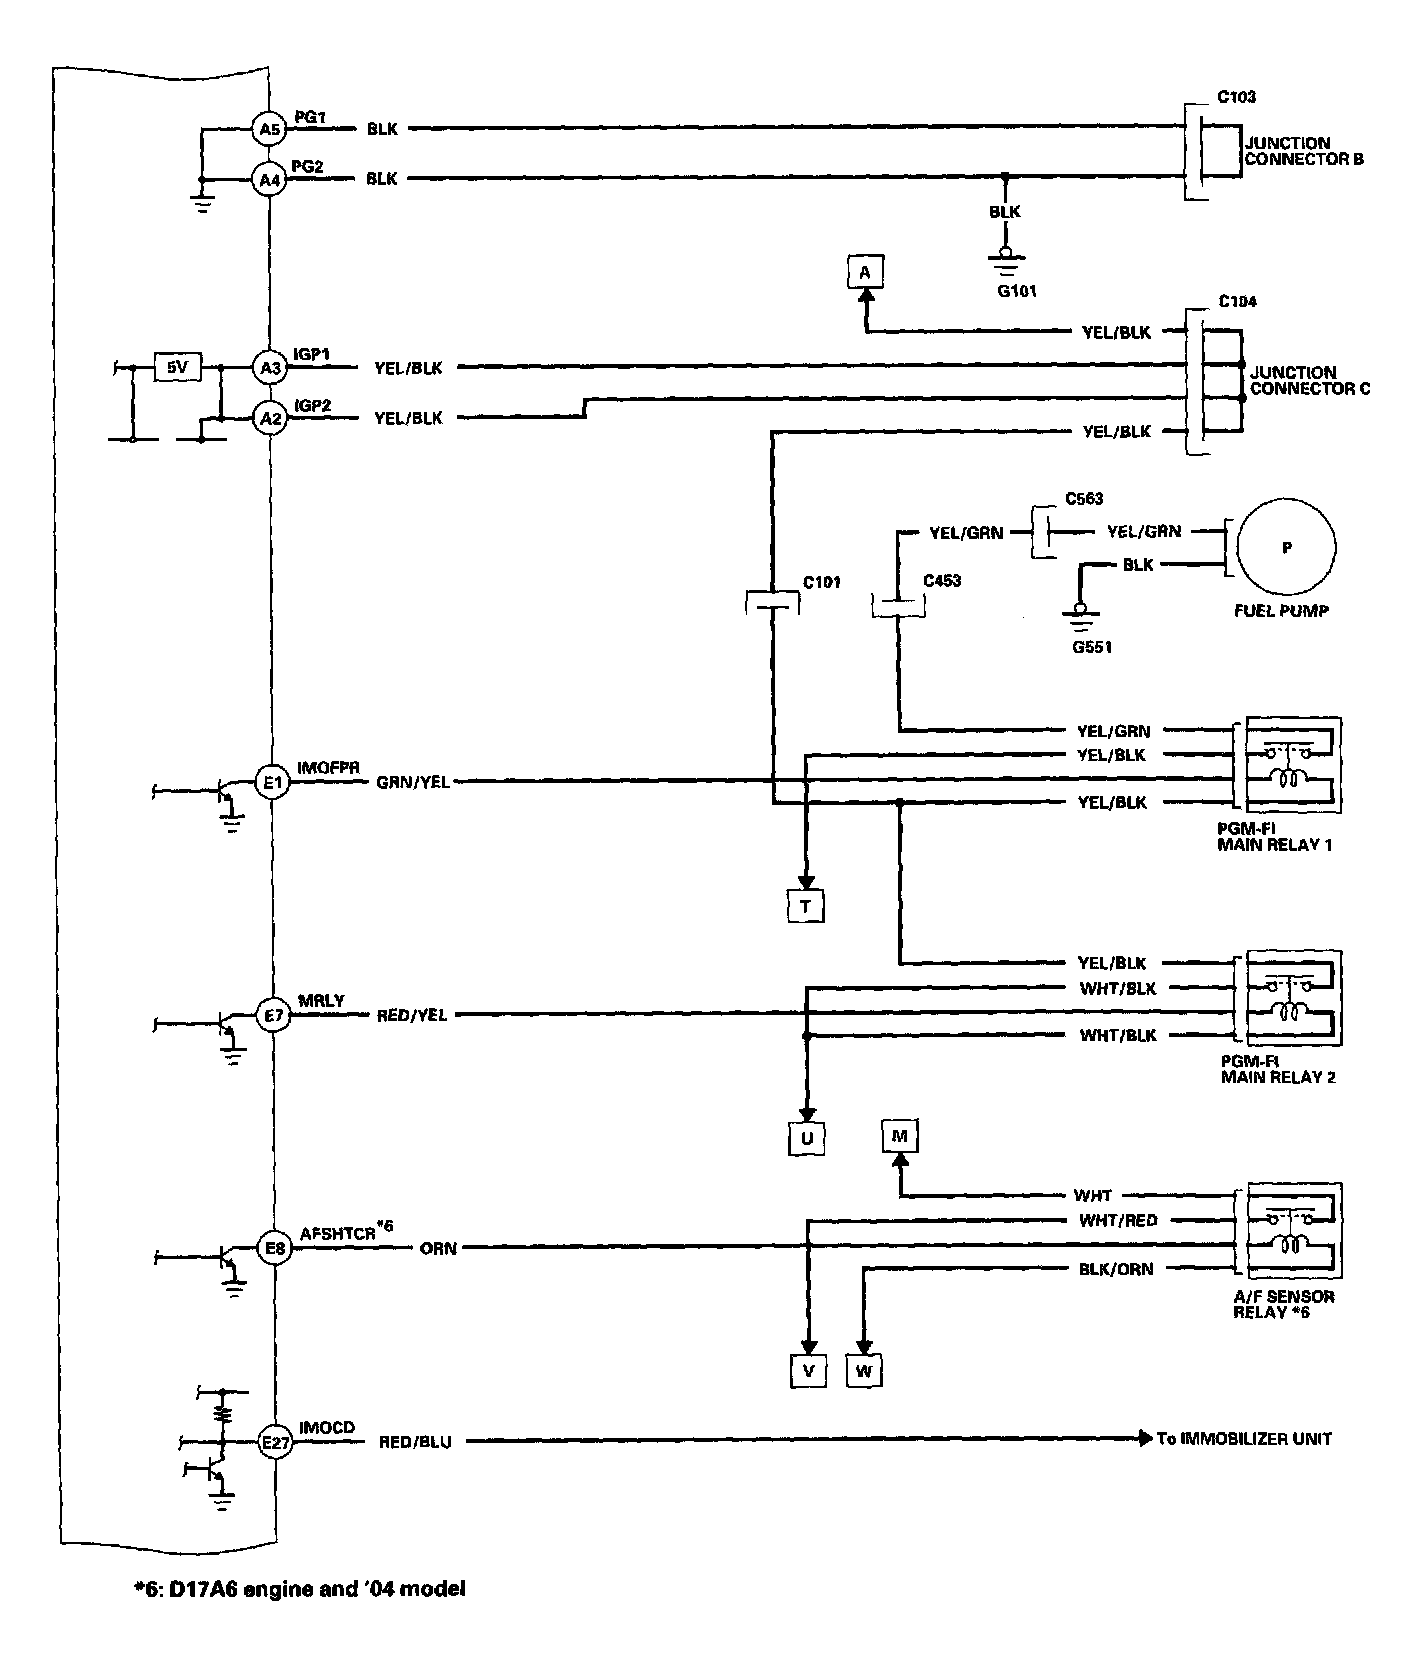 C103
A5 PG1 BLK
JUNCTION
CONNECTOR B
A4 PG2 BLK
BLK
G101
A
C104
YEL/BLK
5V A3 IGP1 YEL/BLK
JUNCTION
CONNECTOR C
A2 IGP2 YEL/BLK
YEL/BLK
C563
YEL/GRN YEL/GRN
P
BLK
C101 C453
FUEL PUMP
G551
YEL/GRN
YEL/BLK
E1 IMOFPR GRN/YEL
YEL/BLK
PGM-FI
MAIN RELAY 1
T
YEL/BLK
WHT/BLK
E7 MRLY RED/YEL
WHT/BLK
PGM-FI
MAIN RELAY 2
U M
WHT
WHT/RED
E8 AFSHTCR*6 ORN
BLK/ORN
A/F SENSOR
RELAY *6
V W
E27 IMOCD RED/BLU To IMMOBILIZER UNIT
*6: D17A6 engine and '04 model